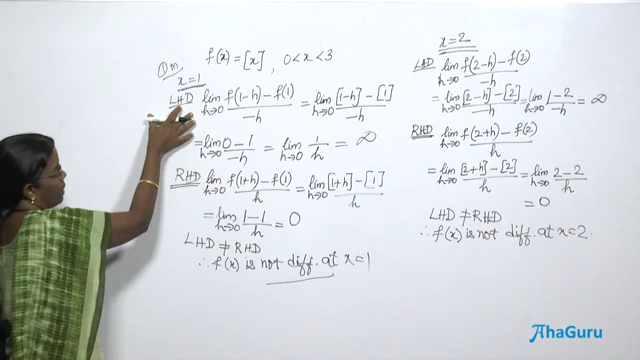 ① m. f(x) = [x], 0<x<3
x=1
LHD lim h→0 f(1-h)-f(1)/-h = lim h→0 [1-h]-[1]/-h
= lim h→0 0-1/-h = lim h→0 1/h = ∞
RHD lim h→0 f(1+h)-f(1)/h = lim h→0 [1+h]-[1]/h
= lim h→0 1-1/h = 0
LHD ≠ RHD
∴ f(x) is not diff. at x=1
x=2
LHD lim h→0 f(2-h)-f(2)/-h
= lim h→0 [2-h]-[2]/-h = lim h→0 1-2/-h = ∞
RHD lim h→0 f(2+h)-f(2)/h
= lim h→0 [2+h]-[2]/h = lim h→0 2-2/h
= 0
LHD ≠ RHD
∴ f(x) is not diff. at x=2.
AhaGuru